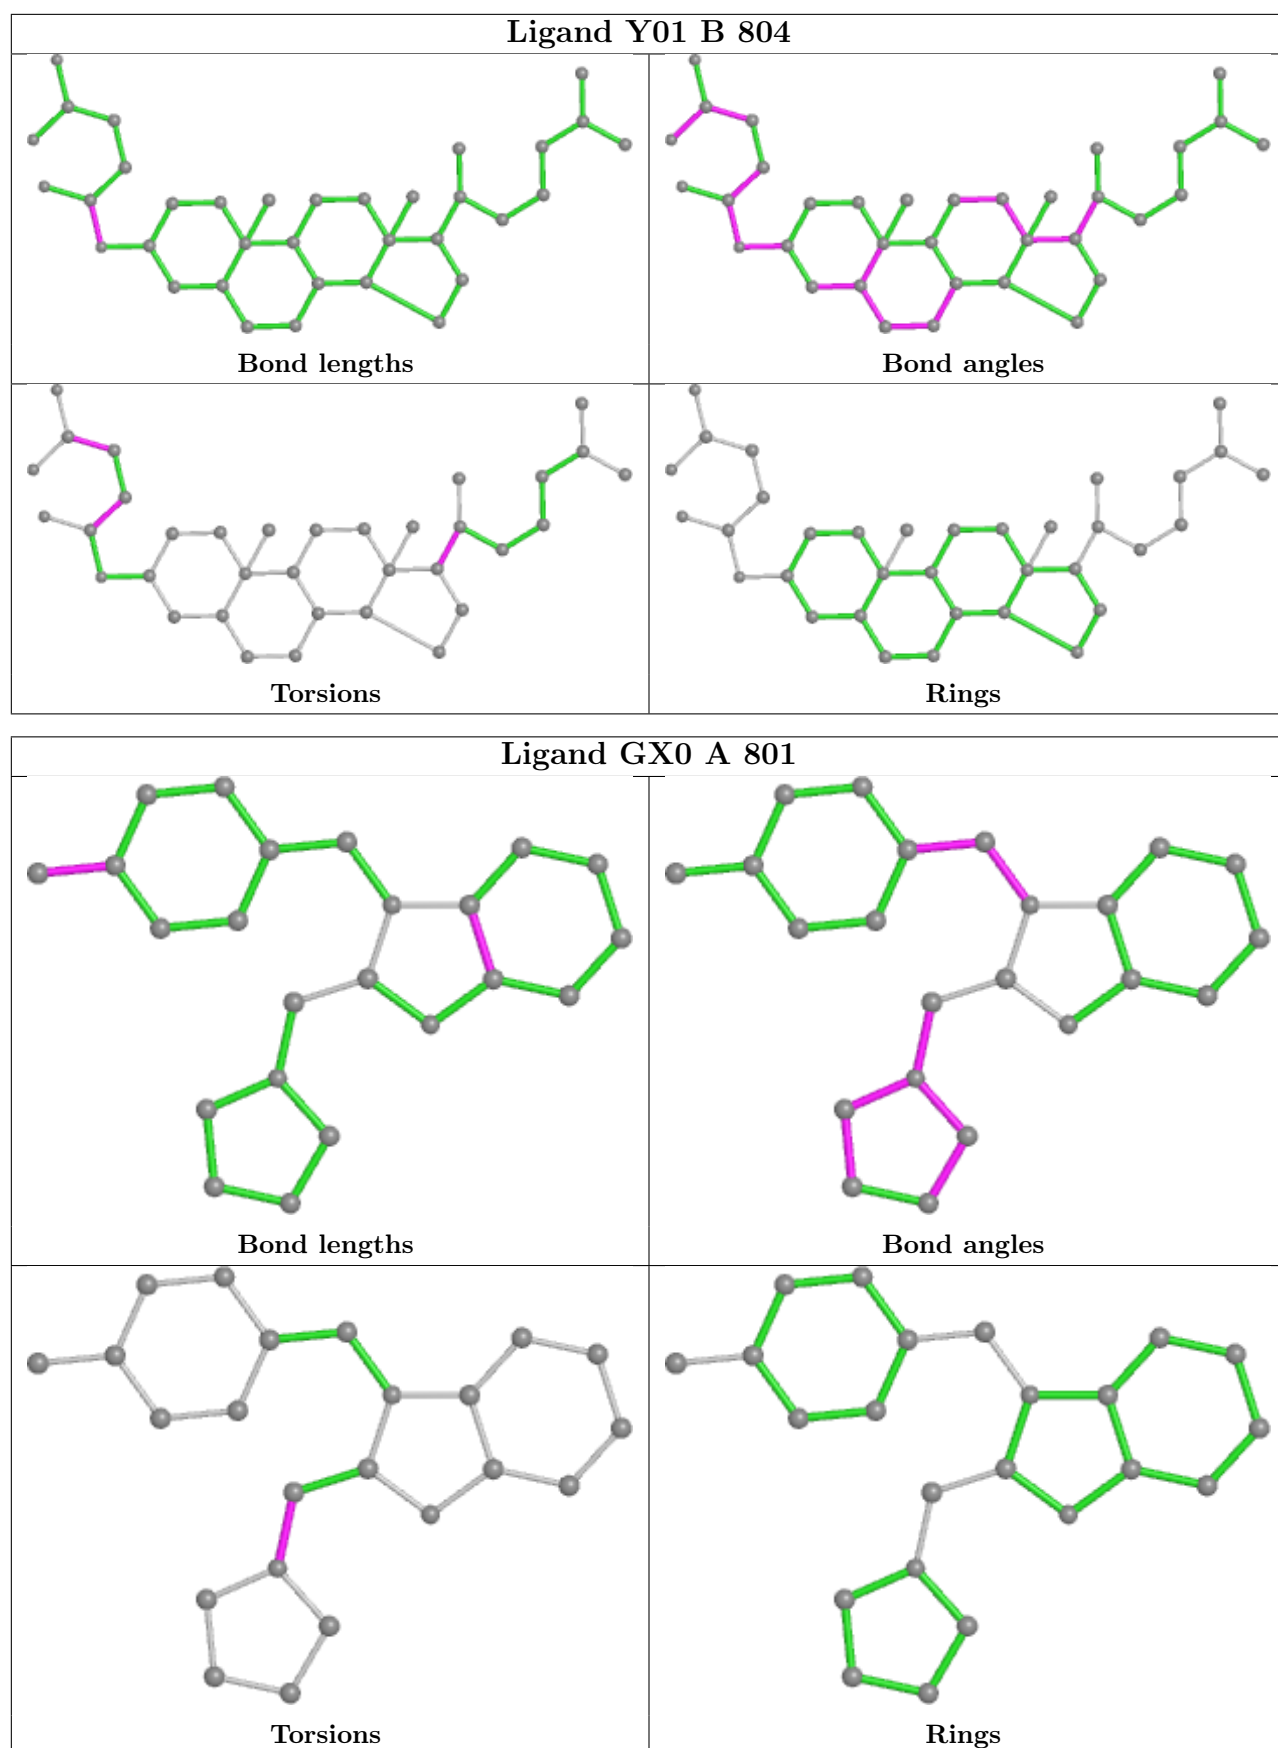 Ligand Y01 B 804
Bond lengths
Bond angles
Torsions
Rings
Ligand GX0 A 801
Bond lengths
Bond angles
Torsions
Rings